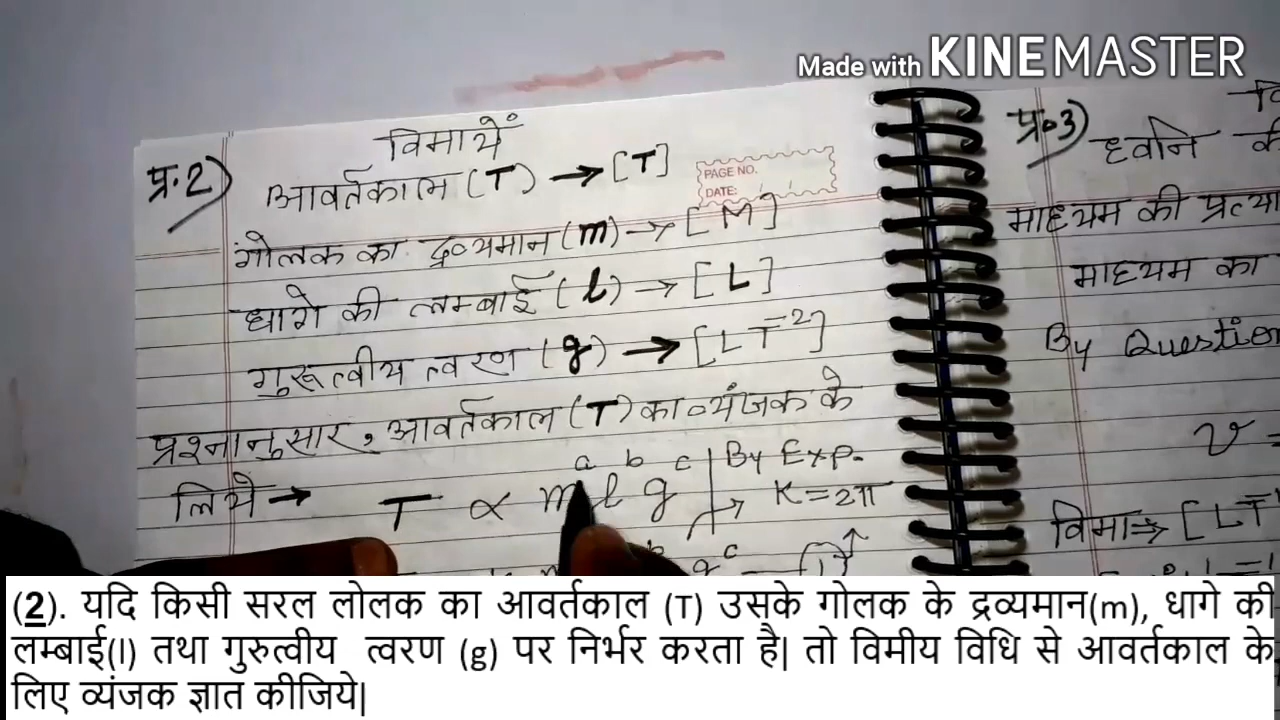 Made with KINEMASTER
विमायें
प्र.2) आवर्तकाल (T) → [T]
PAGE NO.
DATE:
गोलक का द्रव्यमान (m) → [M]
धागे की लम्बाई (l) → [L]
गुरूत्वीय त्वरण (g) → [LT⁻²]
प्रश्नानुसार, आवर्तकाल (T) का व्यंजक के
लिये → T ∝ mᵃ lᵇ gᶜ | By Exp.
→ K = 2π
प्र.3)
ध्वनि
माध्यम की
माध्यम का
By Question
v =
विमा ⇒ [LT⁻¹
(2). यदि किसी सरल लोलक का आवर्तकाल (T) उसके गोलक के द्रव्यमान(m), धागे की
लम्बाई(l) तथा गुरुत्वीय त्वरण (g) पर निर्भर करता है| तो विमीय विधि से आवर्तकाल के
लिए व्यंजक ज्ञात कीजिये|